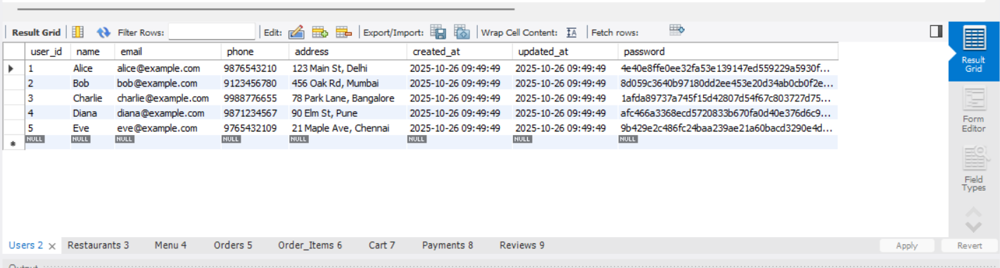 Result Grid Filter Rows: Edit: Export/Import: Wrap Cell Content: IA Fetch rows:
user_id name email phone address created_at updated_at password
1 Alice alice@example.com 9876543210 123 Main St, Delhi 2025-10-26 09:49:49 2025-10-26 09:49:49 4e40e8ffe0ee32fa53e139147ed559229a5930f...
2 Bob bob@example.com 9123456780 456 Oak Rd, Mumbai 2025-10-26 09:49:49 2025-10-26 09:49:49 8d059c3640b97180dd2ee453e20d34ab0cb0f2e...
3 Charlie charlie@example.com 9988776655 78 Park Lane, Bangalore 2025-10-26 09:49:49 2025-10-26 09:49:49 1afda89737a745f15d42807d54f67c803727d75...
4 Diana diana@example.com 9871234567 90 Elm St, Pune 2025-10-26 09:49:49 2025-10-26 09:49:49 afc466a3368ecd5720833b670fa0d40e376d6c9...
5 Eve eve@example.com 9765432109 21 Maple Ave, Chennai 2025-10-26 09:49:49 2025-10-26 09:49:49 9b429e2c486fc24baa239ae21a60bacd3290e4d...
NULL NULL NULL NULL NULL NULL NULL NULL
Result
Grid
Form
Editor
Field
Types
Users 2 Restaurants 3 Menu 4 Orders 5 Order_Items 6 Cart 7 Payments 8 Reviews 9 Apply Revert
Output